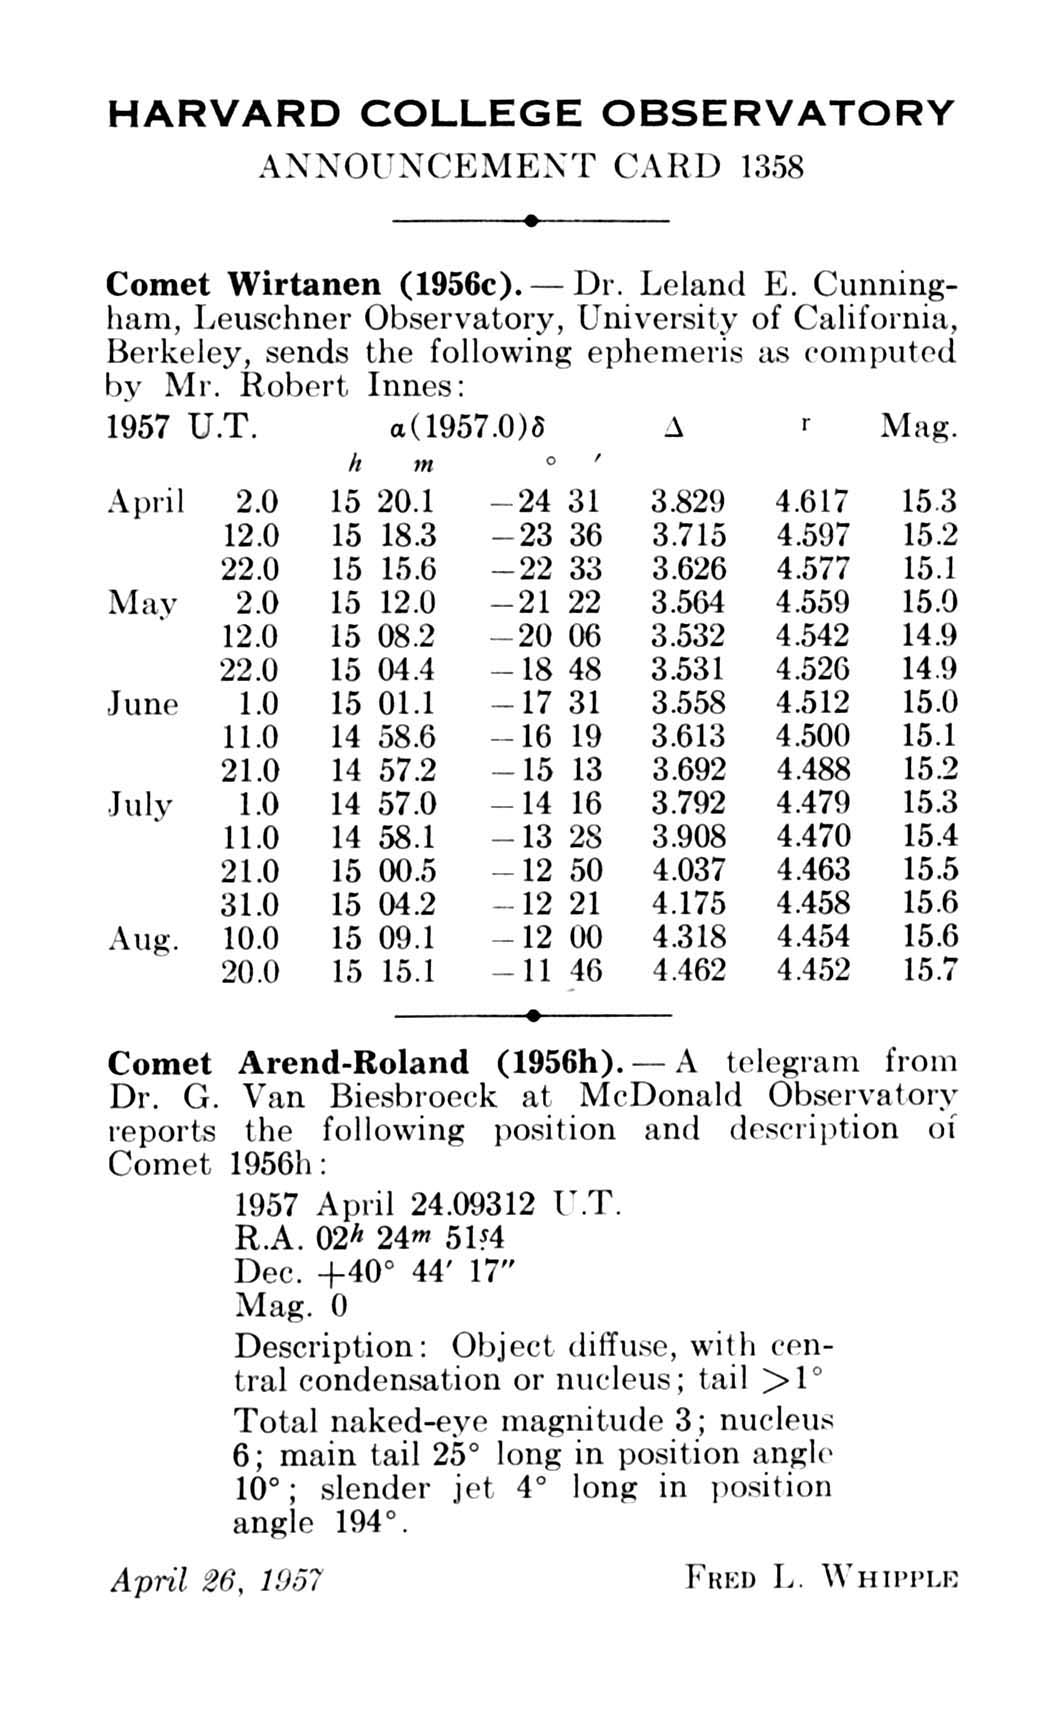 HARVARD COLLEGE OBSERVATORY
ANNOUNCEMENT CARD 1358
Comet Wirtanen (1956c). — Dr. Leland E. Cunning-
ham, Leuschner Observatory, University of California,
Berkeley, sends the following ephemeris as computed
by Mr. Robert Innes:
1957 U.T. α(1957.0)δ Δ r Mag.
h m ° ′
April 2.0 15 20.1 −24 31 3.829 4.617 15.3
12.0 15 18.3 −23 36 3.715 4.597 15.2
22.0 15 15.6 −22 33 3.626 4.577 15.1
May 2.0 15 12.0 −21 22 3.564 4.559 15.0
12.0 15 08.2 −20 06 3.532 4.542 14.9
22.0 15 04.4 −18 48 3.531 4.526 14.9
June 1.0 15 01.1 −17 31 3.558 4.512 15.0
11.0 14 58.6 −16 19 3.613 4.500 15.1
21.0 14 57.2 −15 13 3.692 4.488 15.2
July 1.0 14 57.0 −14 16 3.792 4.479 15.3
11.0 14 58.1 −13 28 3.908 4.470 15.4
21.0 15 00.5 −12 50 4.037 4.463 15.5
31.0 15 04.2 −12 21 4.175 4.458 15.6
Aug. 10.0 15 09.1 −12 00 4.318 4.454 15.6
20.0 15 15.1 −11 46 4.462 4.452 15.7
Comet Arend-Roland (1956h). — A telegram from
Dr. G. Van Biesbroeck at McDonald Observatory
reports the following position and description of
Comet 1956h:
1957 April 24.09312 U.T.
R.A. 02h 24m 51s.4
Dec. +40° 44′ 17″
Mag. 0
Description: Object diffuse, with cen-
tral condensation or nucleus; tail >1°
Total naked-eye magnitude 3; nucleus
6; main tail 25° long in position angle
10°; slender jet 4° long in position
angle 194°.
April 26, 1957 FRED L. WHIPPLE